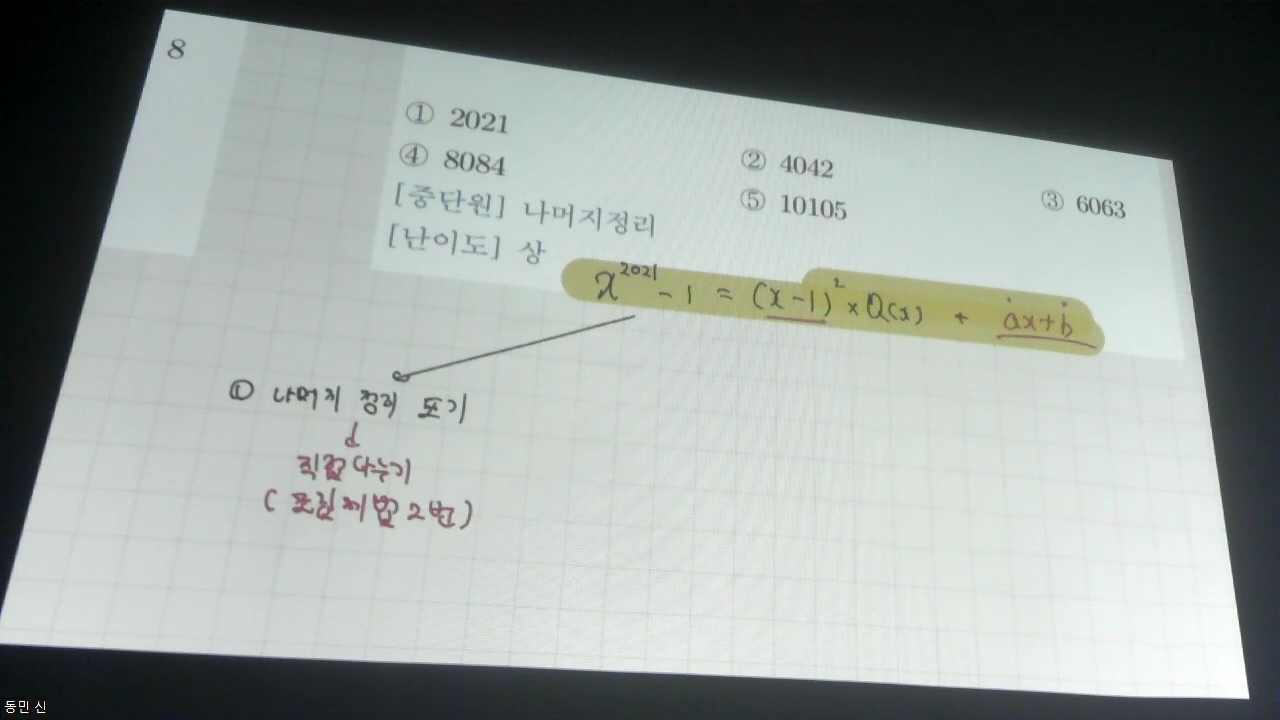 8
① 2021
② 4042
③ 6063
④ 8084
⑤ 10105
[중단원] 나머지정리
[난이도] 상
x²⁰²¹ - 1 = (x-1)² × Q(x) + ax+b
① 나머지 정리 포기
직접나누기
(조립제법 2번)
동민 신